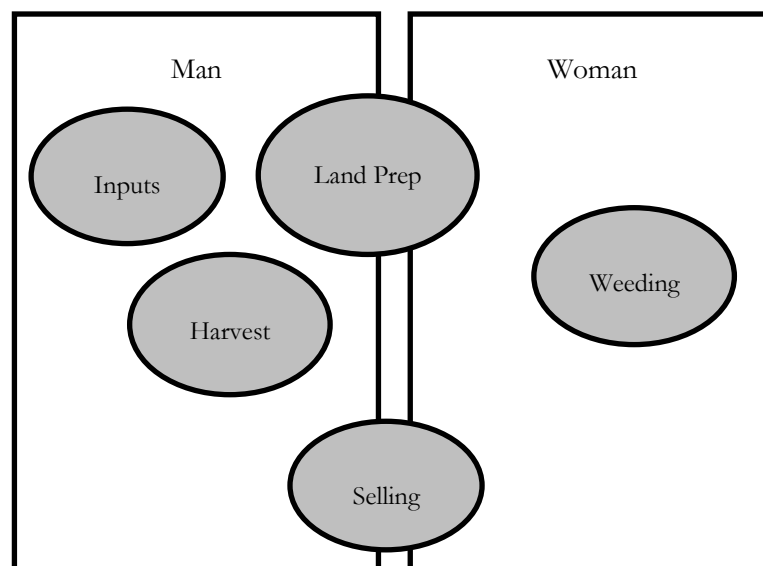 Man
Woman
Inputs
Land Prep
Weeding
Harvest
Selling